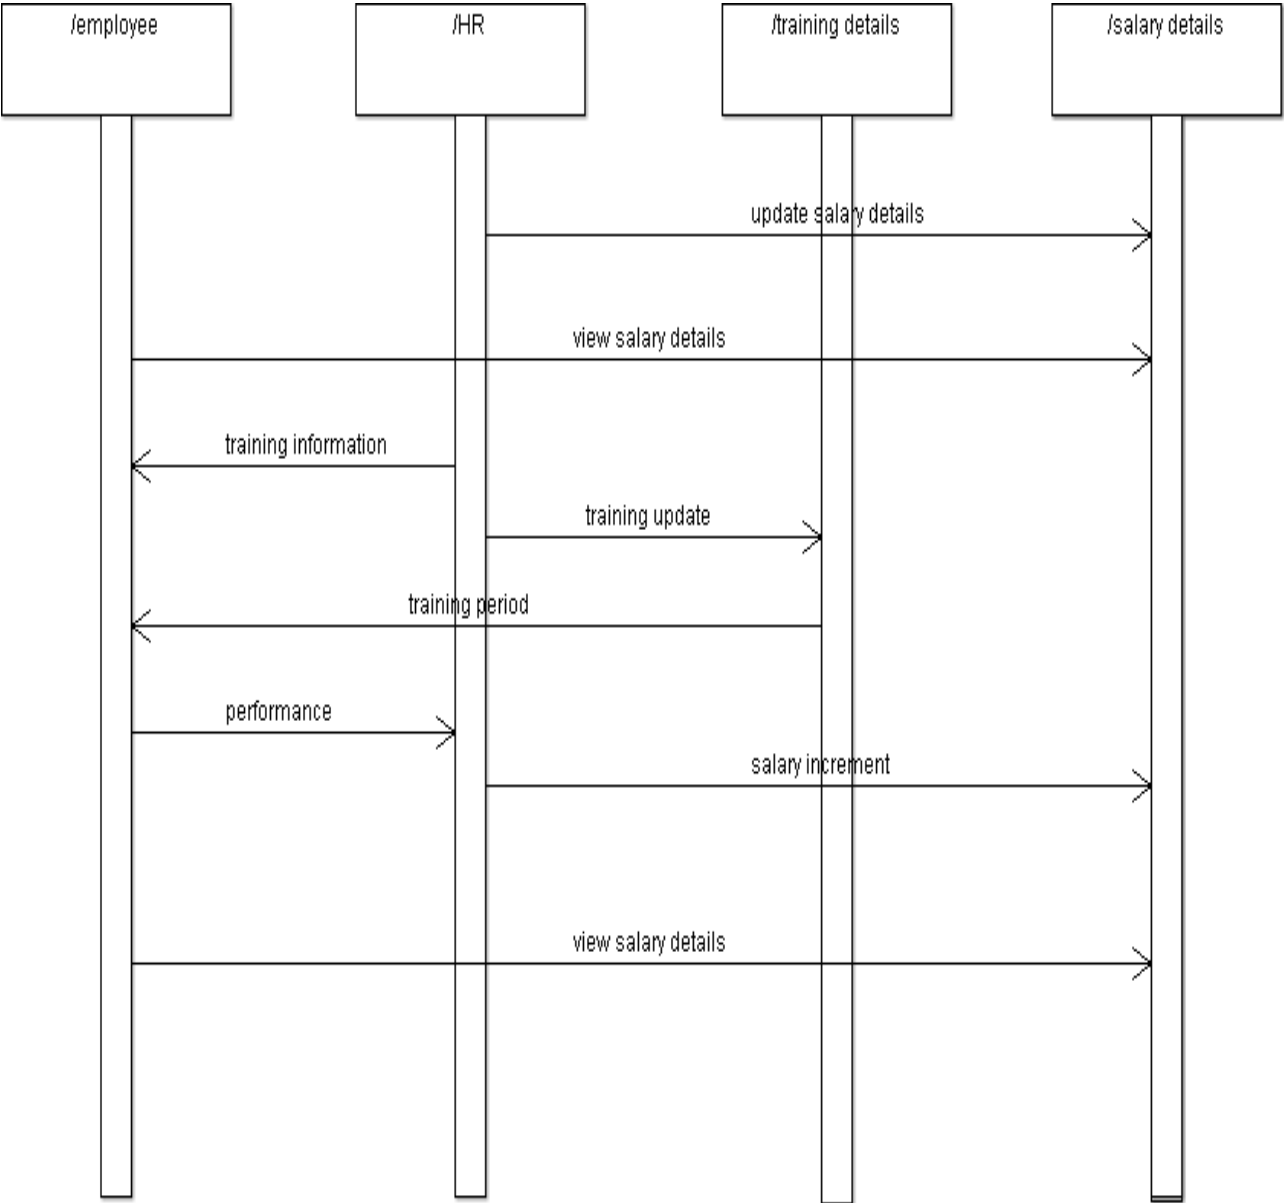 /employee
/HR
/training details
/salary details
update salary details
view salary details
training information
training update
training period
performance
salary increment
view salary details